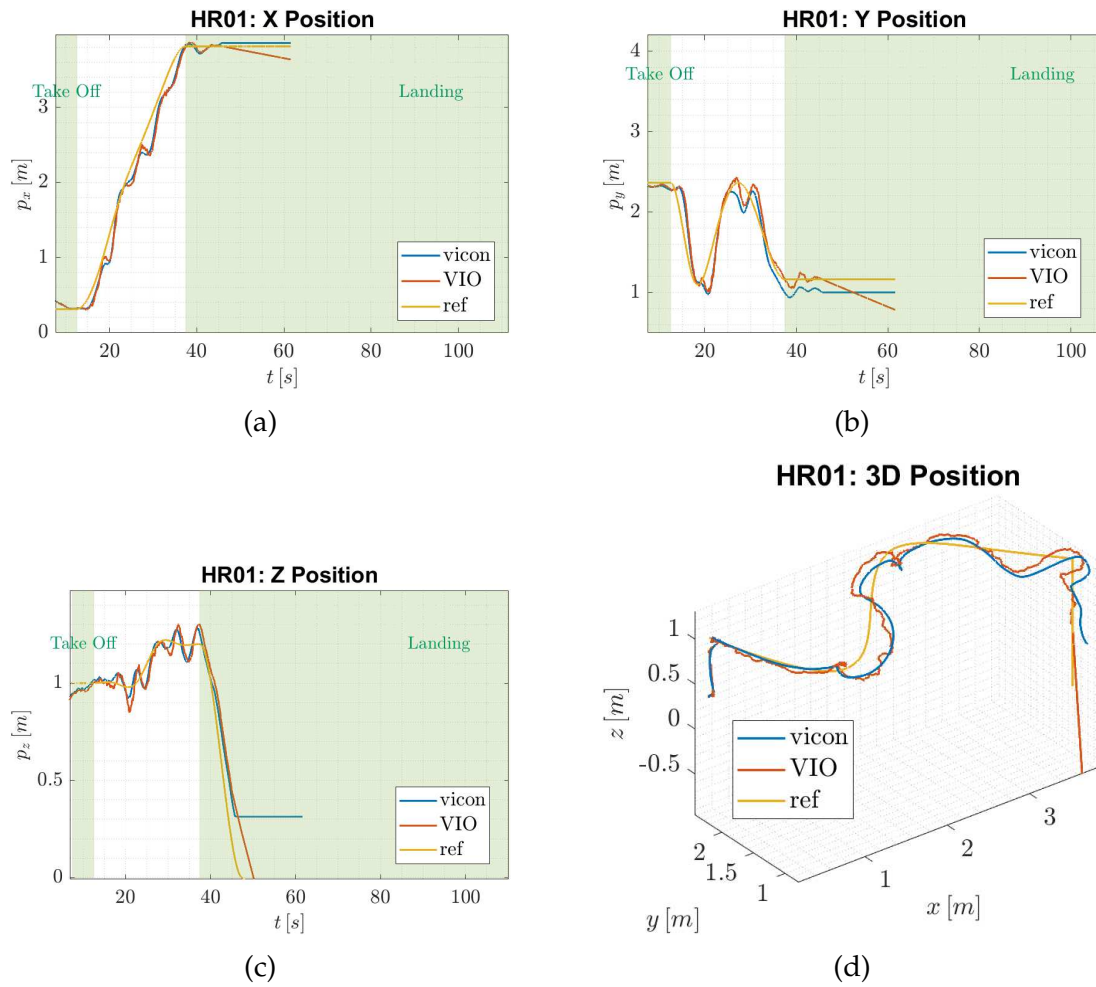 HR01: X Position
Take Off
Landing
3
2
1
0
p_x [m]
vicon
VIO
ref
20
40
60
80
100
t [s]
(a)
HR01: Y Position
Take Off
Landing
4
3
2
1
p_y [m]
vicon
VIO
ref
20
40
60
80
100
t [s]
(b)
HR01: Z Position
Take Off
Landing
1
0.5
0
p_z [m]
vicon
VIO
ref
20
40
60
80
100
t [s]
(c)
HR01: 3D Position
1
0.5
0
-0.5
z [m]
vicon
VIO
ref
2
1.5
1
y [m]
1
2
3
x [m]
(d)